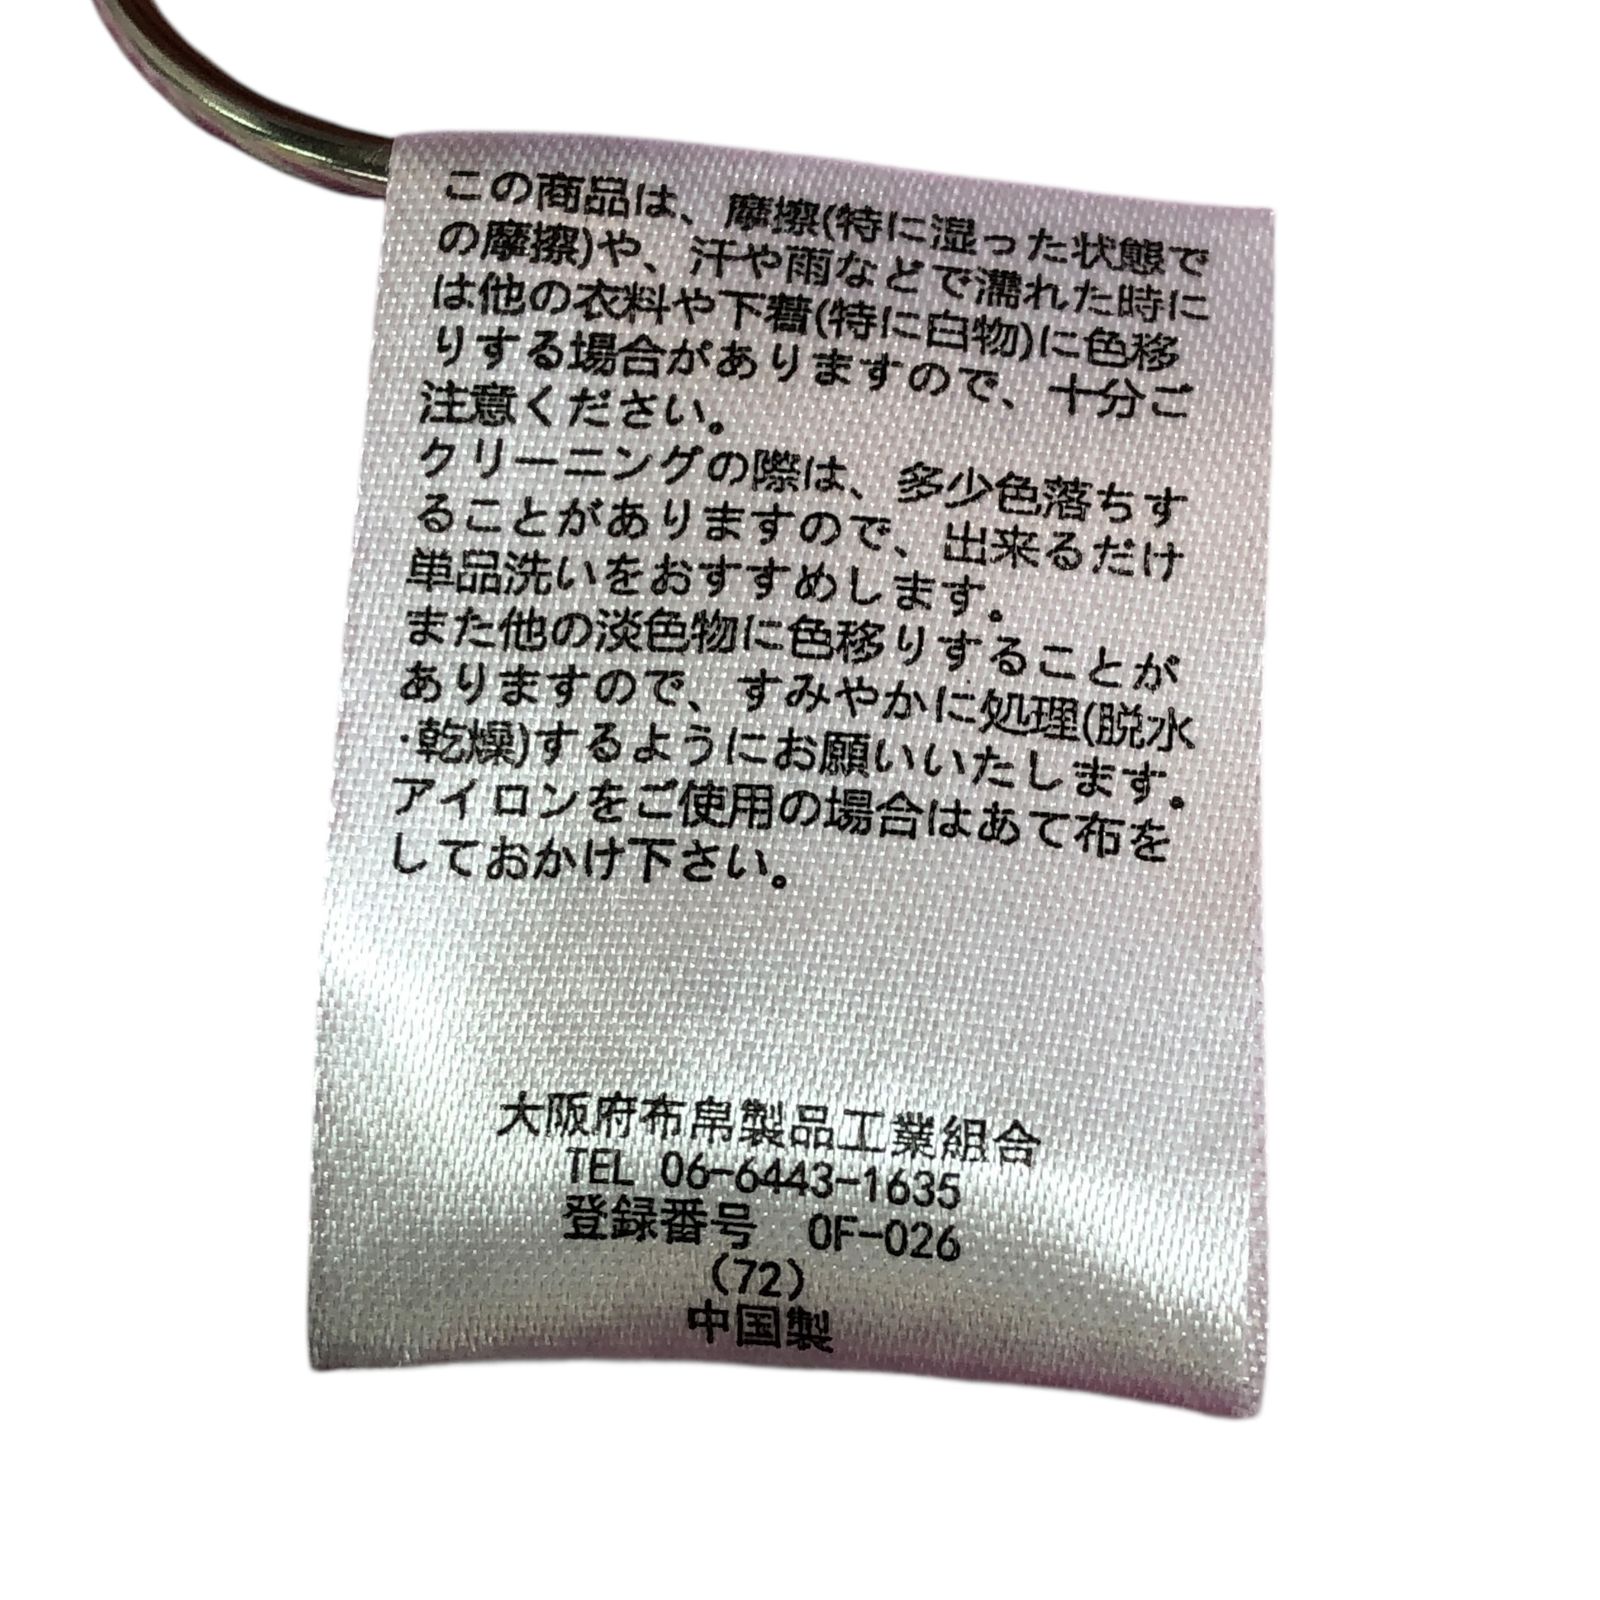 この商品は、摩擦(特に湿った状態で
の摩擦)や、汗や雨などで濡れた時に
は他の衣料や下着(特に白物)に色移
りする場合がありますので、十分ご
注意ください。
クリーニングの際は、多少色落ちす
ることがありますので、出来るだけ
単品洗いをおすすめします。
また他の淡色物に色移りすることが
ありますので、すみやかに処理(脱水
・乾燥)するようにお願いいたします。
アイロンをご使用の場合はあて布を
しておかけ下さい。
大阪府布帛製品工業組合
TEL 06-6443-1635
登録番号 OF-026
(72)
中国製